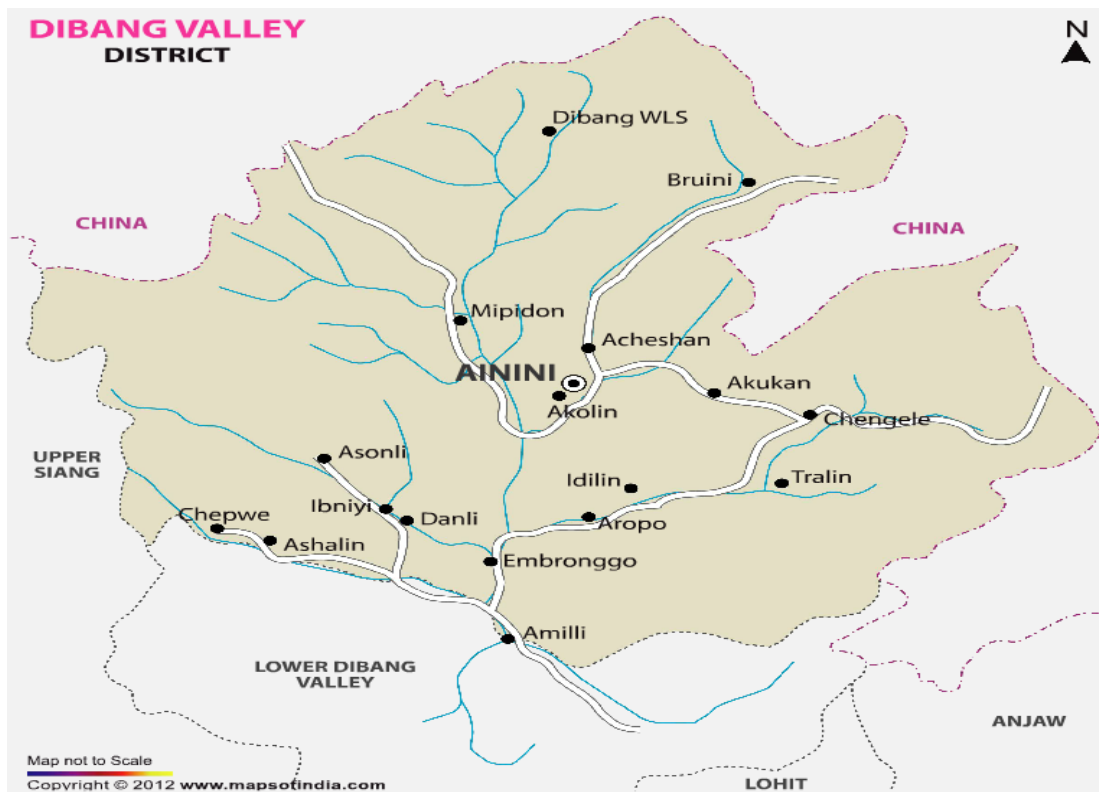 DIBANG VALLEY
DISTRICT
N
Dibang WLS
Bruini
CHINA
CHINA
Mipidon
Acheshan
AININI
Akukan
Akolin
Chengele
UPPER
SIANG
Asonli
Idilin
Tralin
Ibniyi
Danli
Chepwe
Aropo
Ashalin
Embronggo
Amilli
LOWER DIBANG
VALLEY
ANJAW
LOHIT
Map not to Scale
Copyright © 2012 www.mapsofindia.com